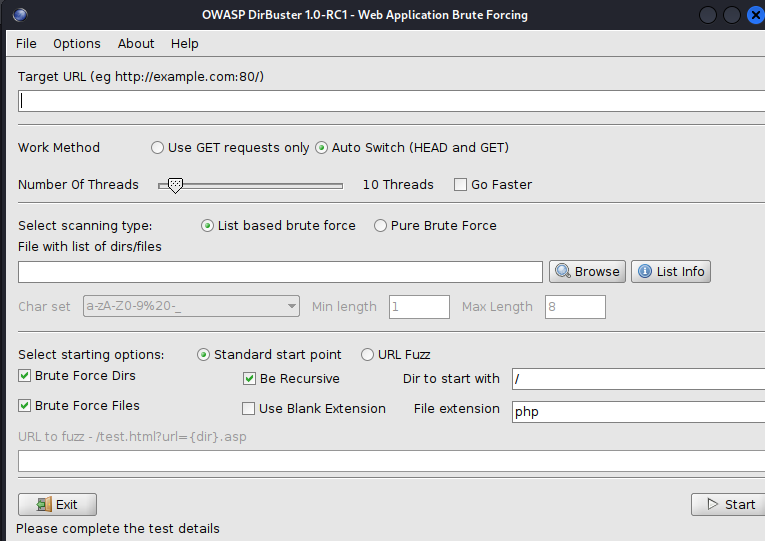 OWASP DirBuster 1.0-RC1 - Web Application Brute Forcing
File Options About Help
Target URL (eg http://example.com:80/)
Work Method Use GET requests only Auto Switch (HEAD and GET)
Number Of Threads 10 Threads Go Faster
Select scanning type: List based brute force Pure Brute Force
File with list of dirs/files
Browse List Info
Char set a-zA-Z0-9%20-_ Min length 1 Max Length 8
Select starting options: Standard start point URL Fuzz
Brute Force Dirs Be Recursive Dir to start with /
Brute Force Files Use Blank Extension File extension php
URL to fuzz - /test.html?url={dir}.asp
Exit Start
Please complete the test details